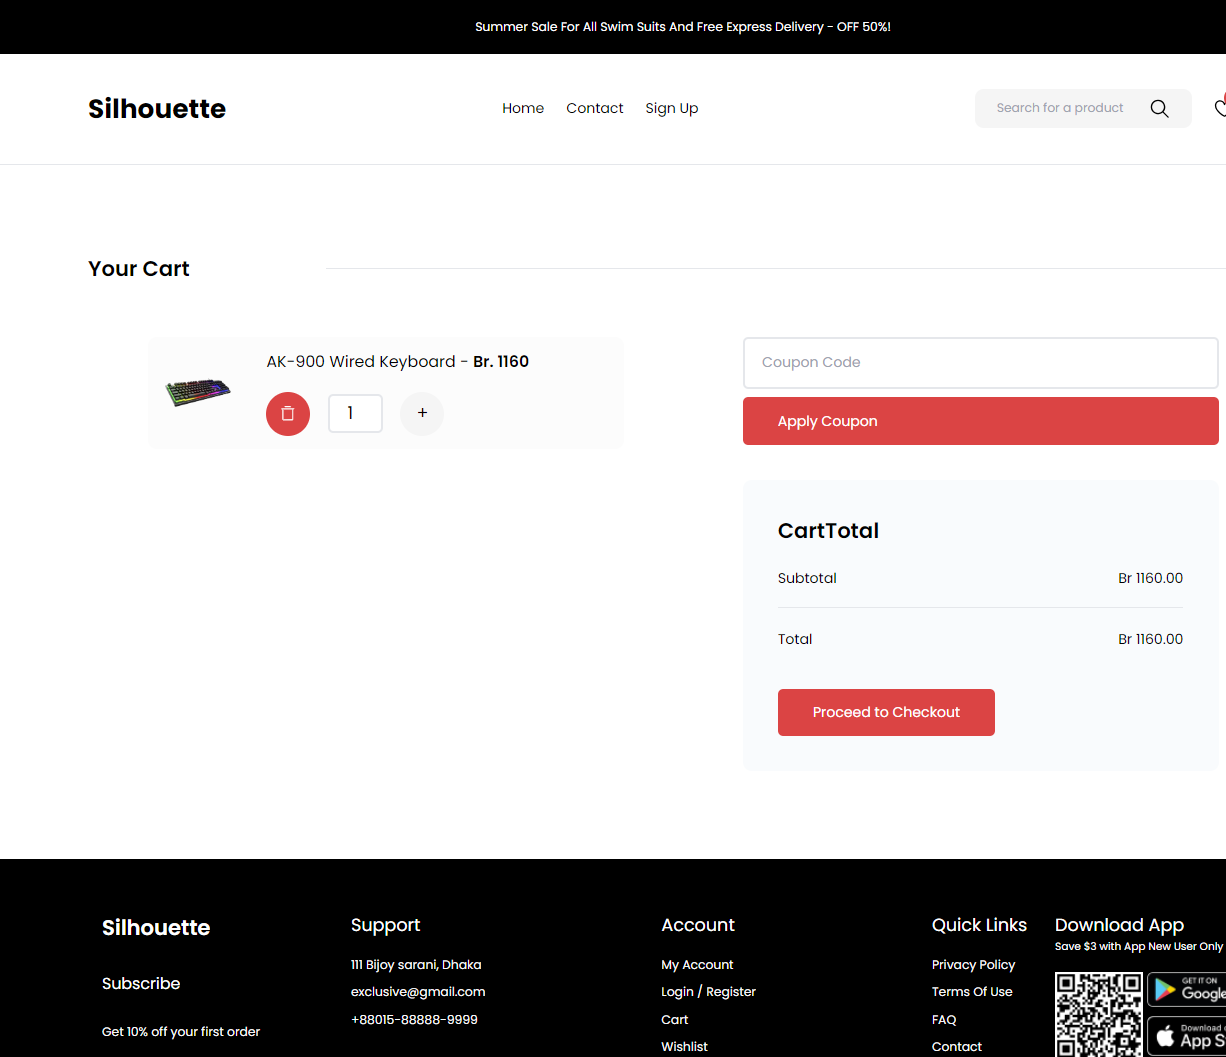 Summer Sale For All Swim Suits And Free Express Delivery - OFF 50%!
Silhouette
Home Contact Sign Up
Search for a product
Your Cart
AK-900 Wired Keyboard - Br. 1160
1 +
Coupon Code
Apply Coupon
CartTotal
Subtotal Br 1160.00
Total Br 1160.00
Proceed to Checkout
Silhouette
Subscribe
Get 10% off your first order
Support
111 Bijoy sarani, Dhaka
exclusive@gmail.com
+88015-88888-9999
Account
My Account
Login / Register
Cart
Wishlist
Quick Links
Privacy Policy
Terms Of Use
FAQ
Contact
Download App
Save $3 with App New User Only
GET IT ON
Google
Download
App S